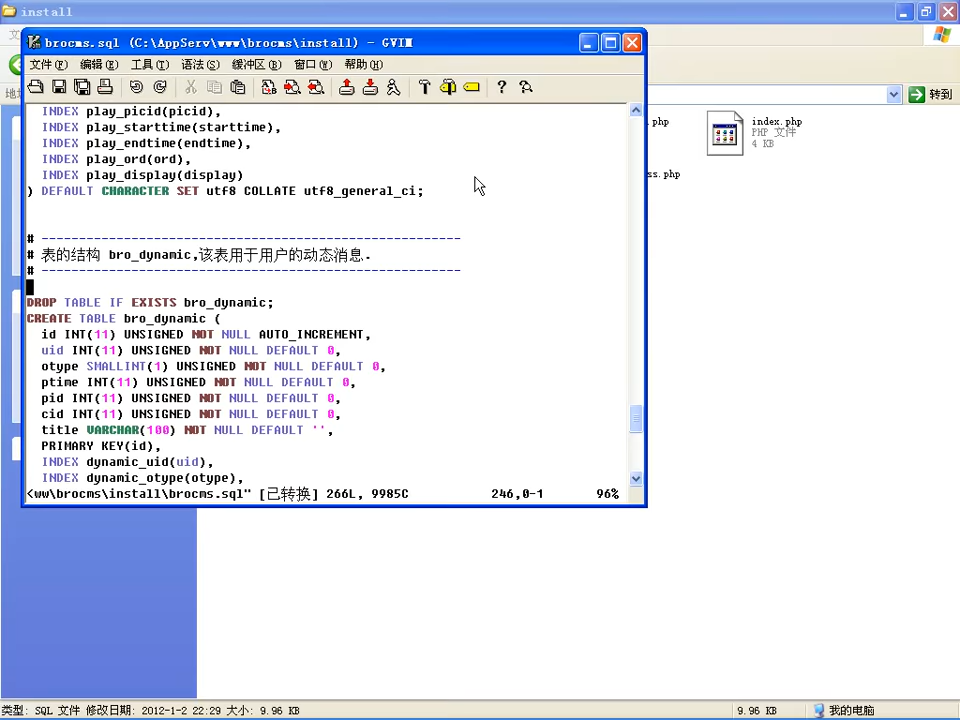 install
brocms.sql (C:\AppServ\www\brocms\install) - GVIM
文件(F) 编辑(E) 工具(T) 语法(S) 缓冲区(B) 窗口(W) 帮助(H)
转到
index.php
PHP 文件
4 KB
.php
ss.php
INDEX play_picid(picid),
INDEX play_starttime(starttime),
INDEX play_endtime(endtime),
INDEX play_ord(ord),
INDEX play_display(display)
) DEFAULT CHARACTER SET utf8 COLLATE utf8_general_ci;
# --------------------------------------------------------
# 表的结构 bro_dynamic,该表用于用户的动态消息.
# --------------------------------------------------------
DROP TABLE IF EXISTS bro_dynamic;
CREATE TABLE bro_dynamic (
id INT(11) UNSIGNED NOT NULL AUTO_INCREMENT,
uid INT(11) UNSIGNED NOT NULL DEFAULT 0,
otype SMALLINT(1) UNSIGNED NOT NULL DEFAULT 0,
ptime INT(11) UNSIGNED NOT NULL DEFAULT 0,
pid INT(11) UNSIGNED NOT NULL DEFAULT 0,
cid INT(11) UNSIGNED NOT NULL DEFAULT 0,
title VARCHAR(100) NOT NULL DEFAULT '',
PRIMARY KEY(id),
INDEX dynamic_uid(uid),
INDEX dynamic_otype(otype),
<ww\brocms\install\brocms.sql" [已转换] 266L, 9985C 246,0-1 96%
类型: SQL 文件 修改日期: 2012-1-2 22:29 大小: 9.96 KB 9.96 KB 我的电脑